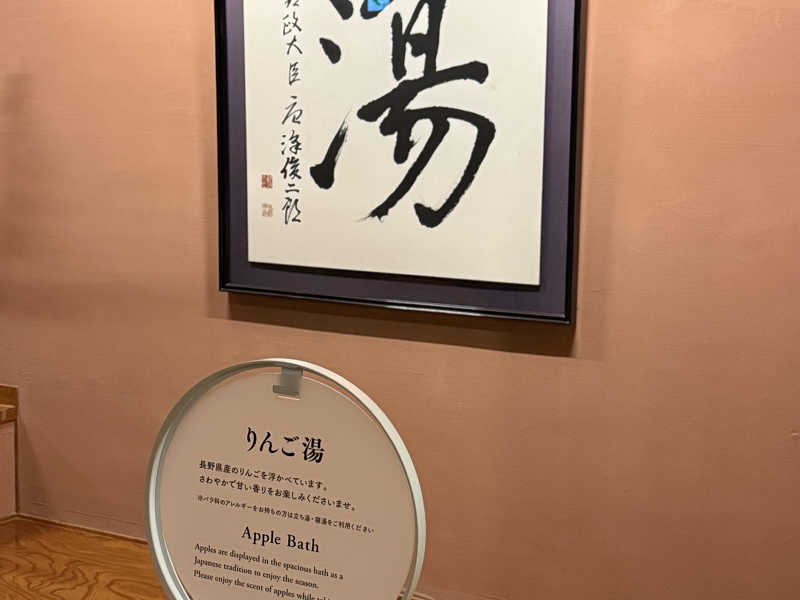 湯
政大臣 唐澤俊二郎
りんご湯
長野県産のりんごを浮かべています。
さわやかで甘い香りをお楽しみくださいませ。
※バラ科のアレルギーをお持ちの方は立ち湯・寝湯をご利用ください
Apple Bath
Apples are displayed in the spacious bath as a
Japanese tradition to enjoy the season.
Please enjoy the scent of apples while